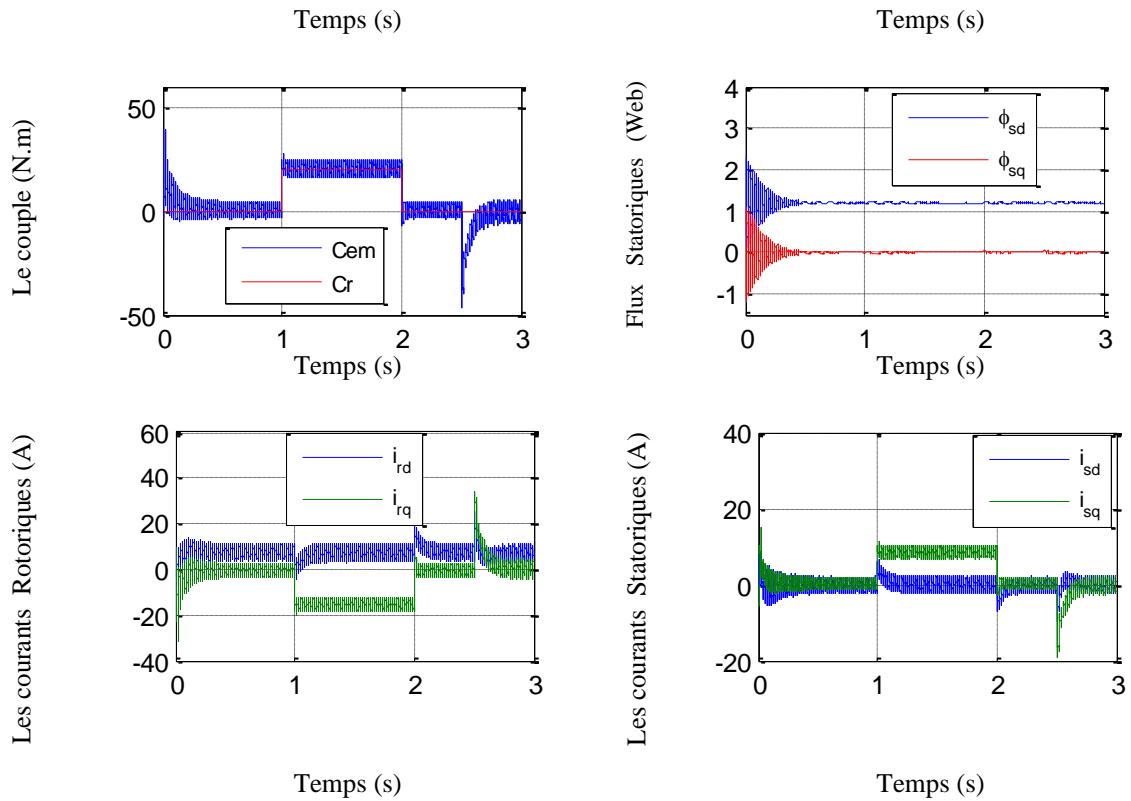 Temps (s)
Temps (s)
Le couple (N.m)
50
0
-50
Cem
Cr
0
1
2
3
Temps (s)
Flux Statoriques (Web)
4
3
2
1
0
-1
ϕsd
ϕsq
0
1
2
3
Temps (s)
Les courants Rotoriques (A)
60
40
20
0
-20
-40
ird
irq
0
1
2
3
Temps (s)
Les courants Statoriques (A)
40
20
0
-20
isd
isq
0
1
2
3
Temps (s)